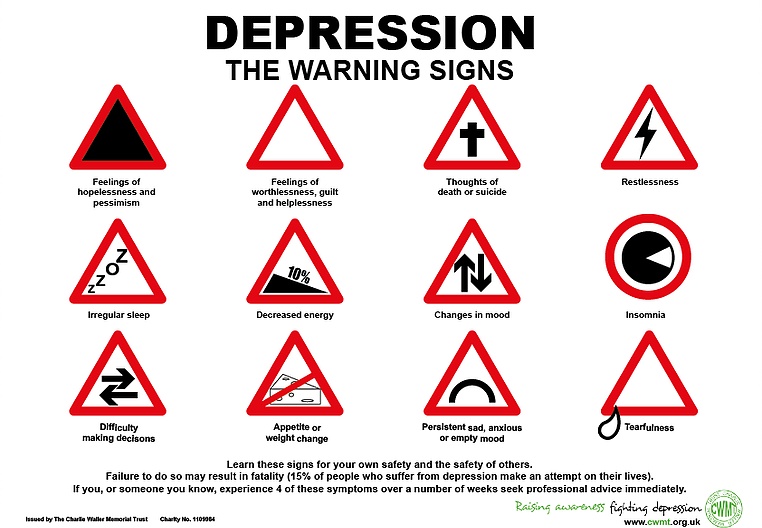 DEPRESSION
THE WARNING SIGNS
Feelings of
hopelessness and
pessimism
Feelings of
worthlessness, guilt
and helplessness
Thoughts of
death or suicide
Restlessness
z z o z
Irregular sleep
10%
Decreased energy
Changes in mood
Insomnia
Difficulty
making decisons
Appetite or
weight change
Persistent sad, anxious
or empty mood
Tearfulness
Learn these signs for your own safety and the safety of others.
Failure to do so may result in fatality (15% of people who suffer from depression make an attempt on their lives).
If you, or someone you know, experience 4 of these symptoms over a number of weeks seek professional advice immediately.
Raising awareness fighting depression
www.cwmt.org.uk
CWMT
Issued by The Charlie Waller Memorial Trust Charity No. 1109984